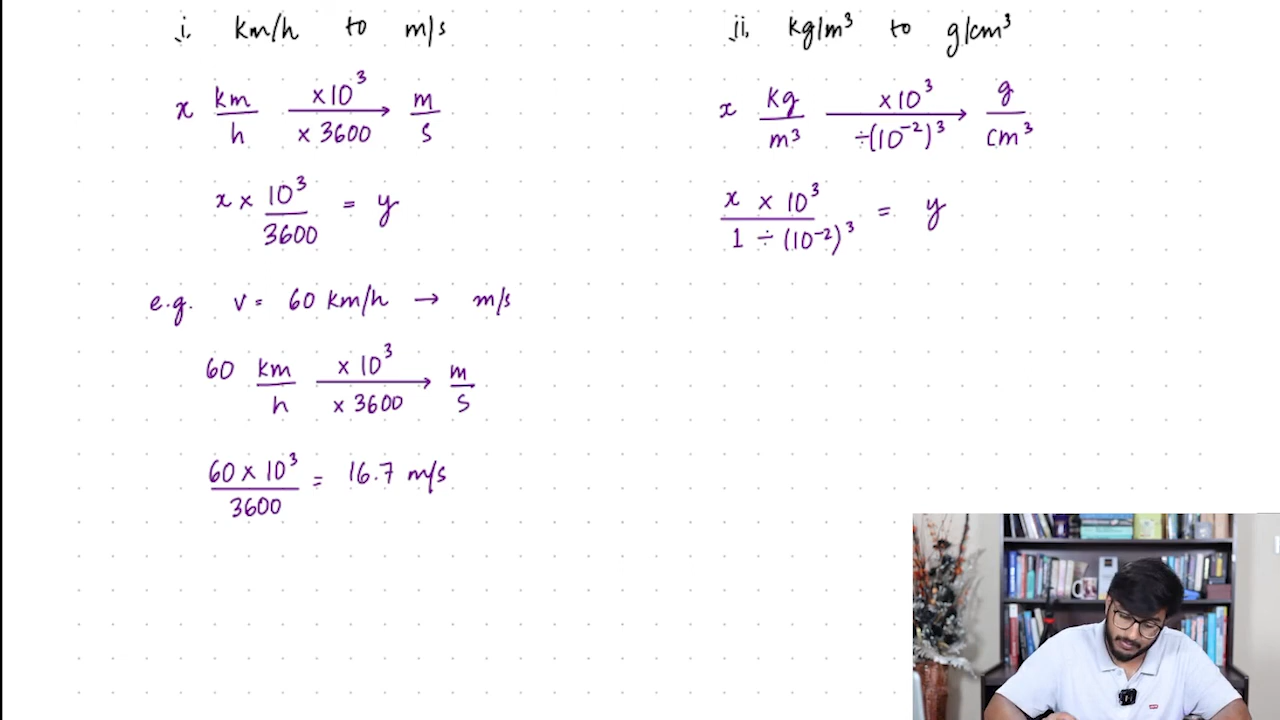 i. km/h to m/s
x km/h ×10³/×3600 → m/s
x × 10³/3600 = y
e.g. v = 60 km/h → m/s
60 km/h ×10³/×3600 → m/s
60 × 10³/3600 = 16.7 m/s
ii. kg/m³ to g/cm³
x kg/m³ ×10³/÷(10⁻²)³ → g/cm³
x × 10³/1 ÷ (10⁻²)³ = y